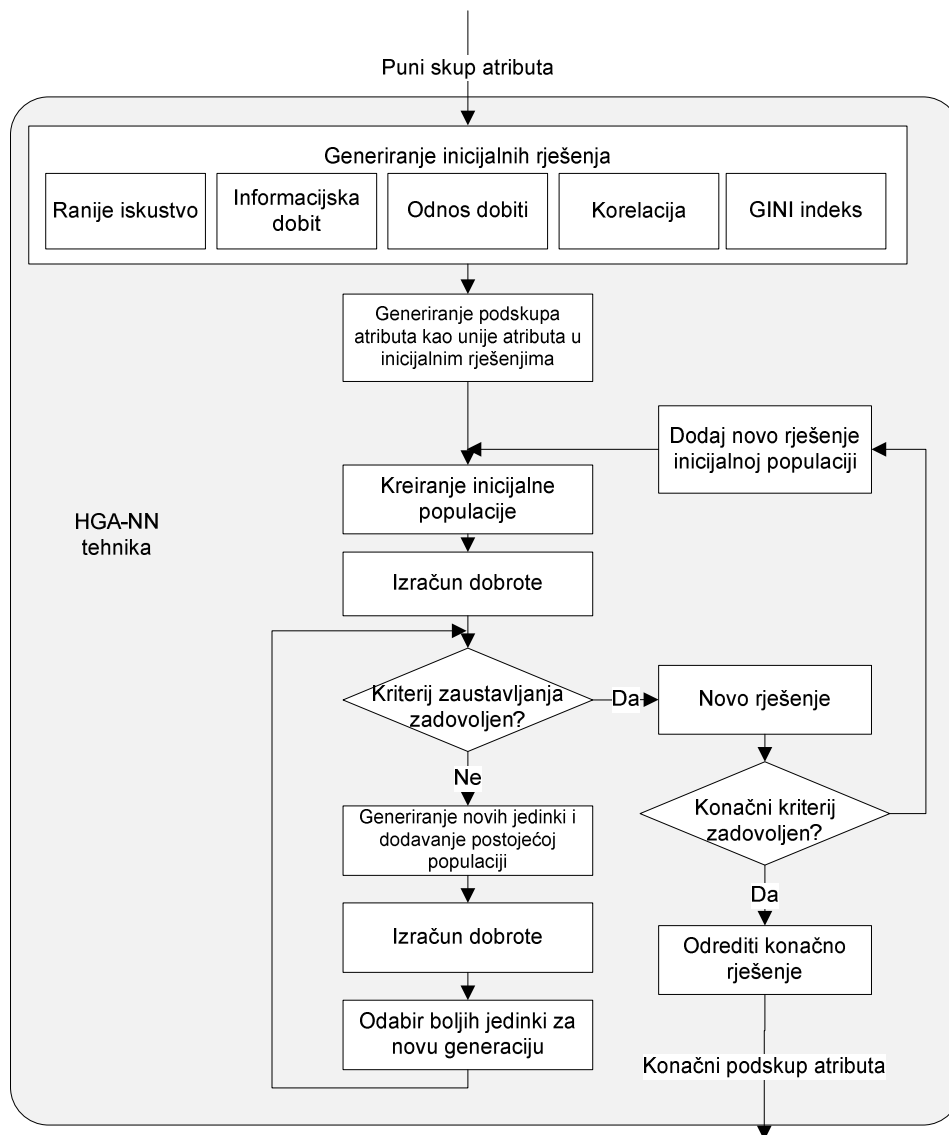 Puni skup atributa
Generiranje inicijalnih rješenja
Ranije iskustvo
Informacijska
dobit
Odnos dobiti
Korelacija
GINI indeks
Generiranje podskupa
atributa kao unije atributa u
inicijalnim rješenjima
Dodaj novo rješenje
inicijalnoj populaciji
Kreiranje inicijalne
populacije
HGA-NN
tehnika
Izračun dobrote
Kriterij zaustavljanja
zadovoljen?
Da
Novo rješenje
Ne
Konačni kriterij
zadovoljen?
Generiranje novih jedinki i
dodavanje postojećoj
populaciji
Da
Izračun dobrote
Odrediti konačno
rješenje
Odabir boljih jedinki za
novu generaciju
Konačni podskup atributa